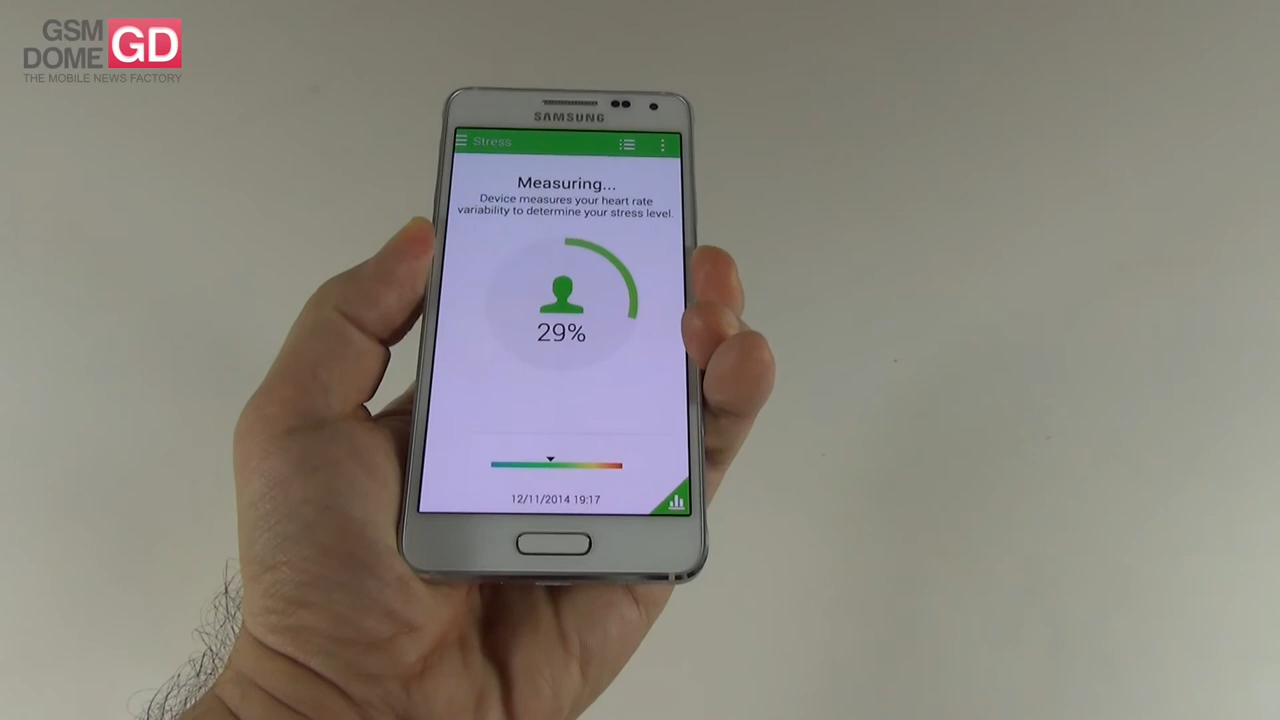 GSM
DOME
GD
THE MOBILE NEWS FACTORY
SAMSUNG
Stress
Measuring...
Device measures your heart rate
variability to determine your stress level.
29%
12/11/2014 19:17